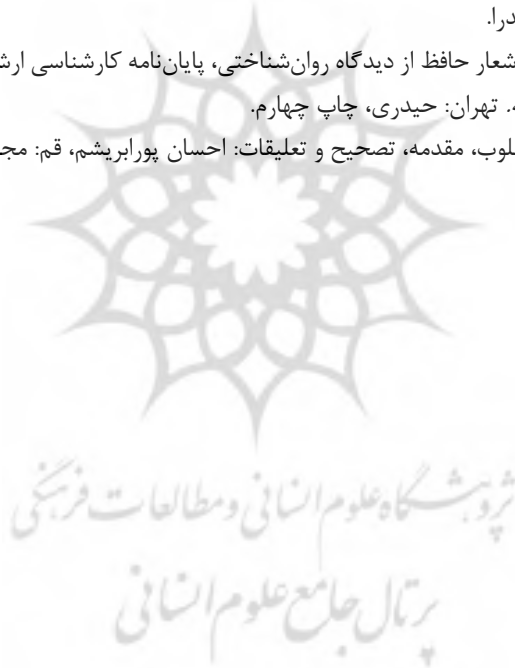 درا.
شعار حافظ از دیدگاه روان‌شناختی، پایان‌نامه کارشناسی ارش
ه. تهران: حیدری، چاپ چهارم.
لوب، مقدمه، تصحیح و تعلیقات: احسان پورابریشم، قم: مجـ
پژوهشگاه علوم انسانی و مطالعات فرهنگی
پرتال جامع علوم انسانی